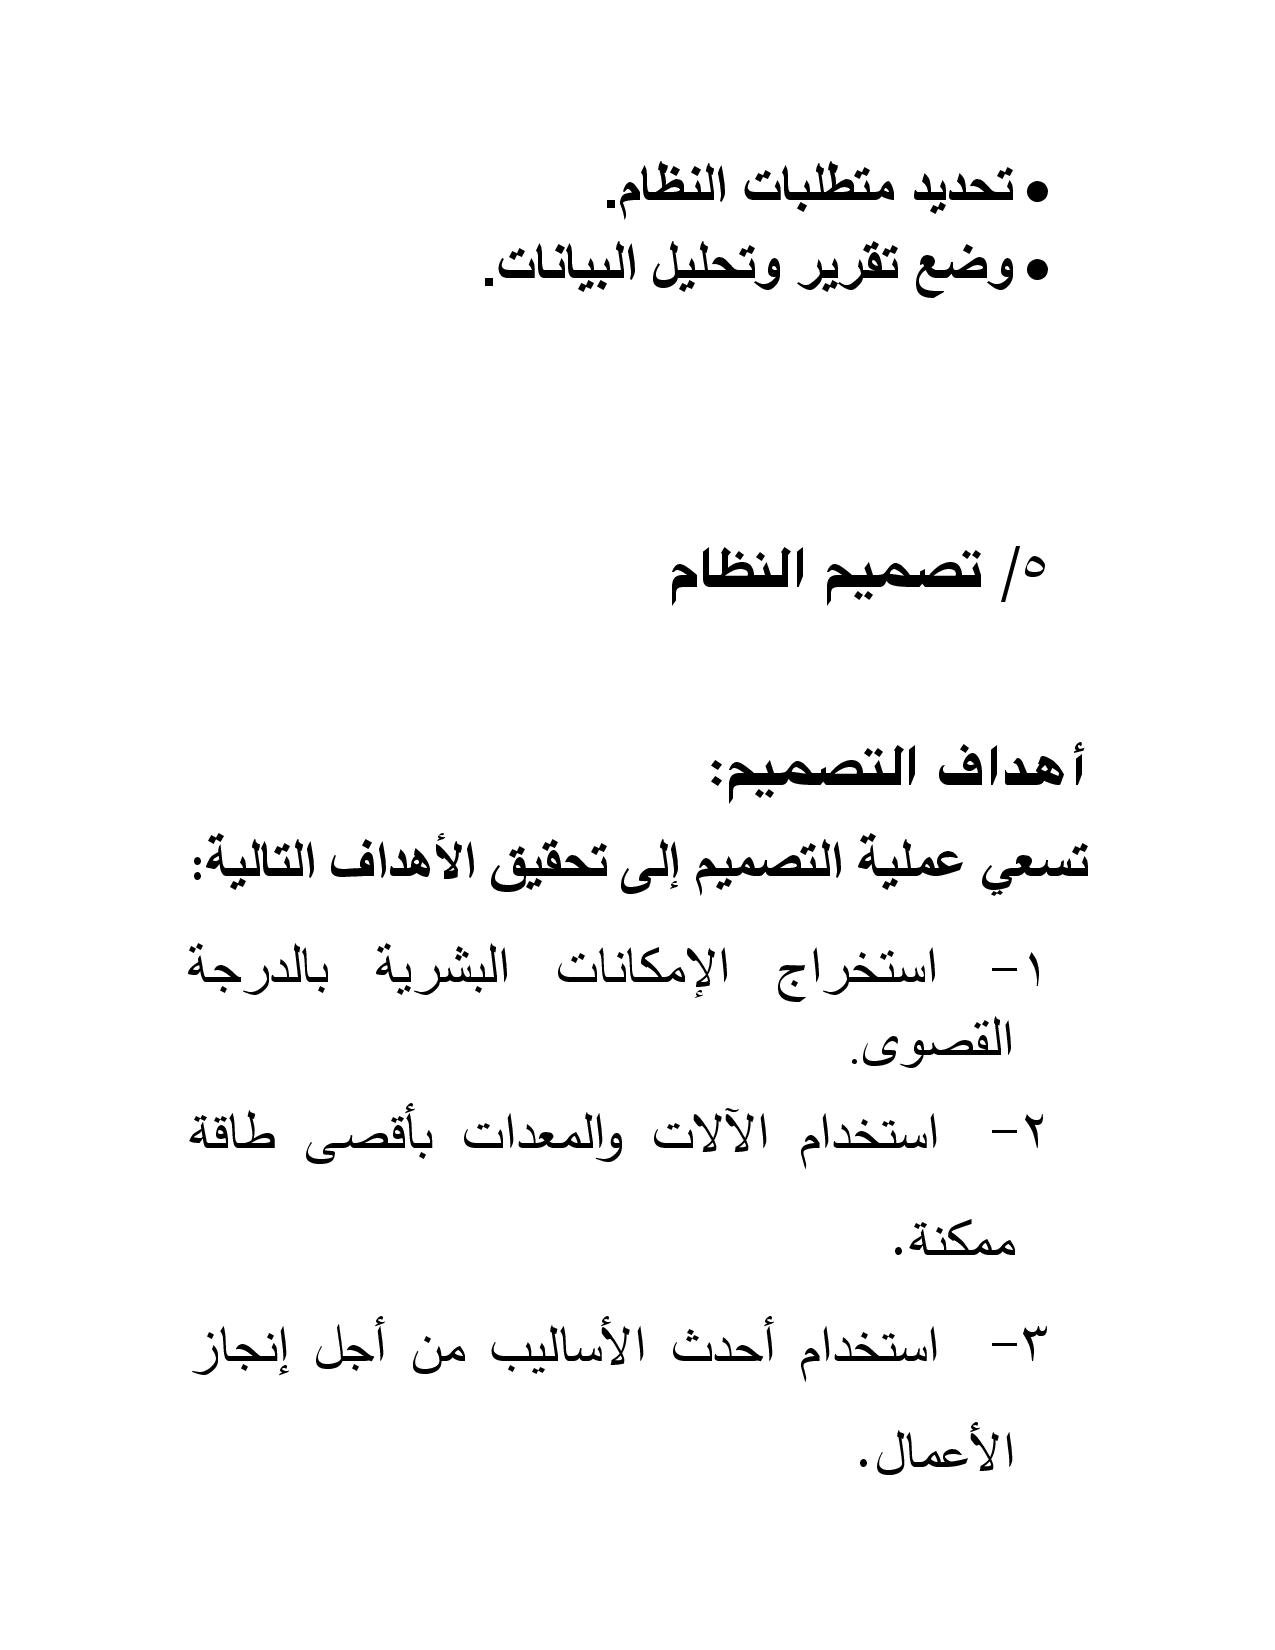 • تحديد متطلبات النظام.
• وضع تقرير وتحليل البيانات.
٥/ تصميم النظام
أهداف التصميم:
تسعي عملية التصميم إلى تحقيق الأهداف التالية:
١- استخراج الإمكانات البشرية بالدرجة
القصوى.
٢- استخدام الآلات والمعدات بأقصى طاقة
ممكنة.
٣- استخدام أحدث الأساليب من أجل إنجاز
الأعمال.